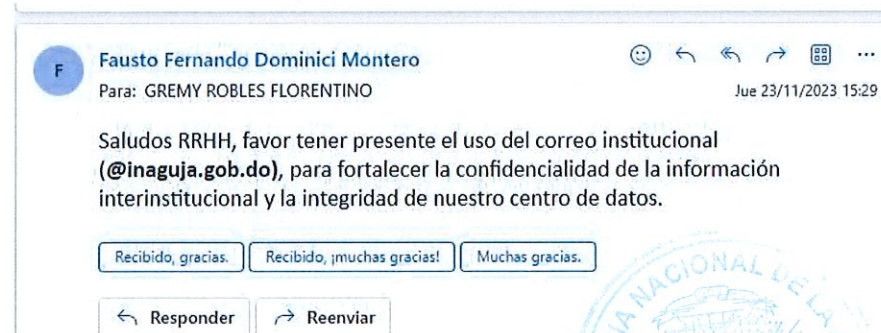 F
Fausto Fernando Dominici Montero
Para: GREMY ROBLES FLORENTINO
Jue 23/11/2023 15:29
Saludos RRHH, favor tener presente el uso del correo institucional
(@inaguja.gob.do), para fortalecer la confidencialidad de la información
interinstitucional y la integridad de nuestro centro de datos.
Recibido, gracias. Recibido, ¡muchas gracias! Muchas gracias.
Responder Reenviar
NACIONAL DE LA